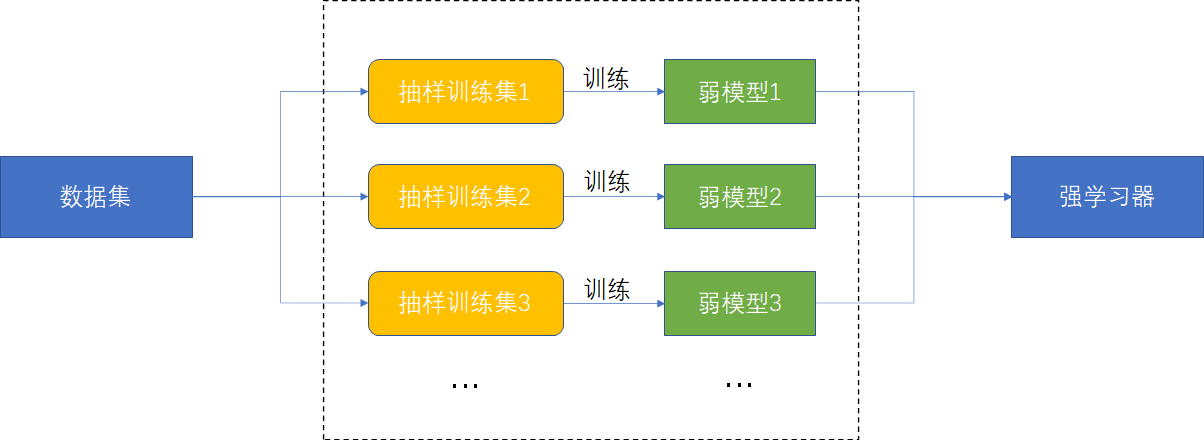 数据集
抽样训练集1
训练
弱模型1
抽样训练集2
训练
弱模型2
抽样训练集3
训练
弱模型3
...
...
强学习器